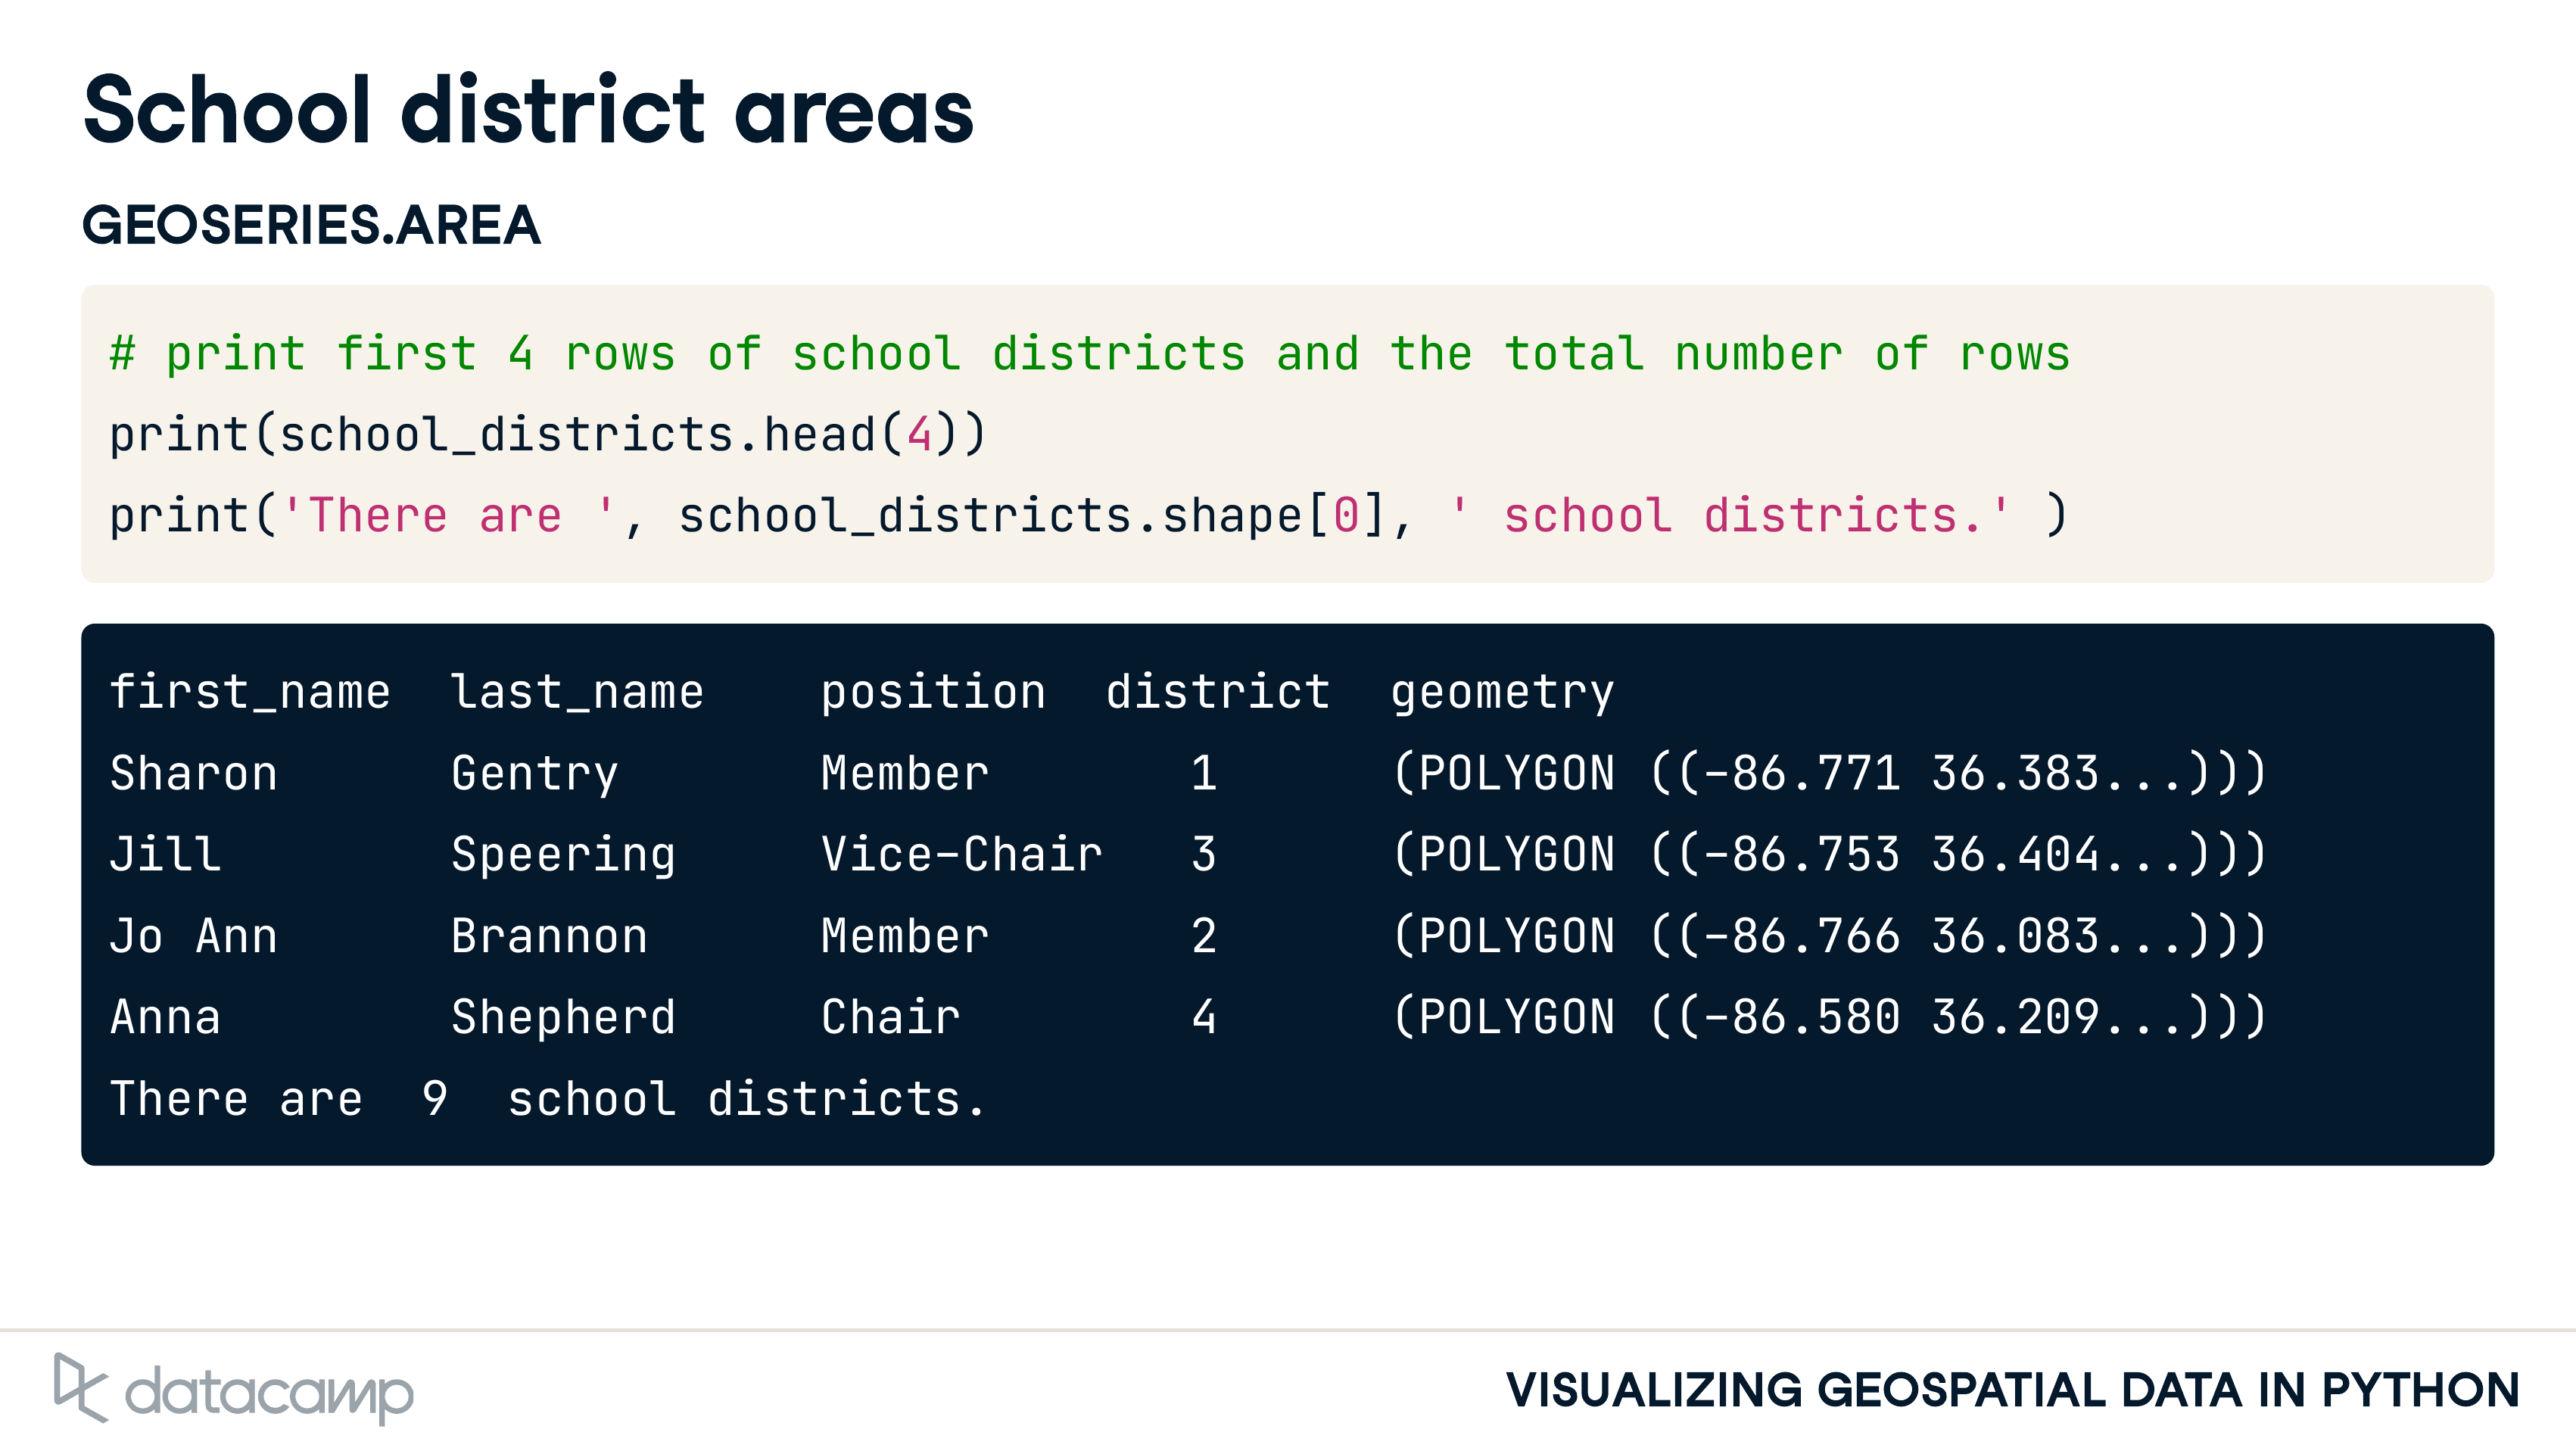 School district areas
GEOSERIES.AREA
# print first 4 rows of school districts and the total number of rows
print(school_districts.head(4))
print('There are ', school_districts.shape[0], ' school districts.' )
first_name  last_name    position  district  geometry
Sharon      Gentry       Member       1      (POLYGON ((-86.771 36.383...)))
Jill        Speering     Vice-Chair   3      (POLYGON ((-86.753 36.404...)))
Jo Ann      Brannon      Member       2      (POLYGON ((-86.766 36.083...)))
Anna        Shepherd     Chair        4      (POLYGON ((-86.580 36.209...)))
There are  9  school districts.
datacamp
VISUALIZING GEOSPATIAL DATA IN PYTHON